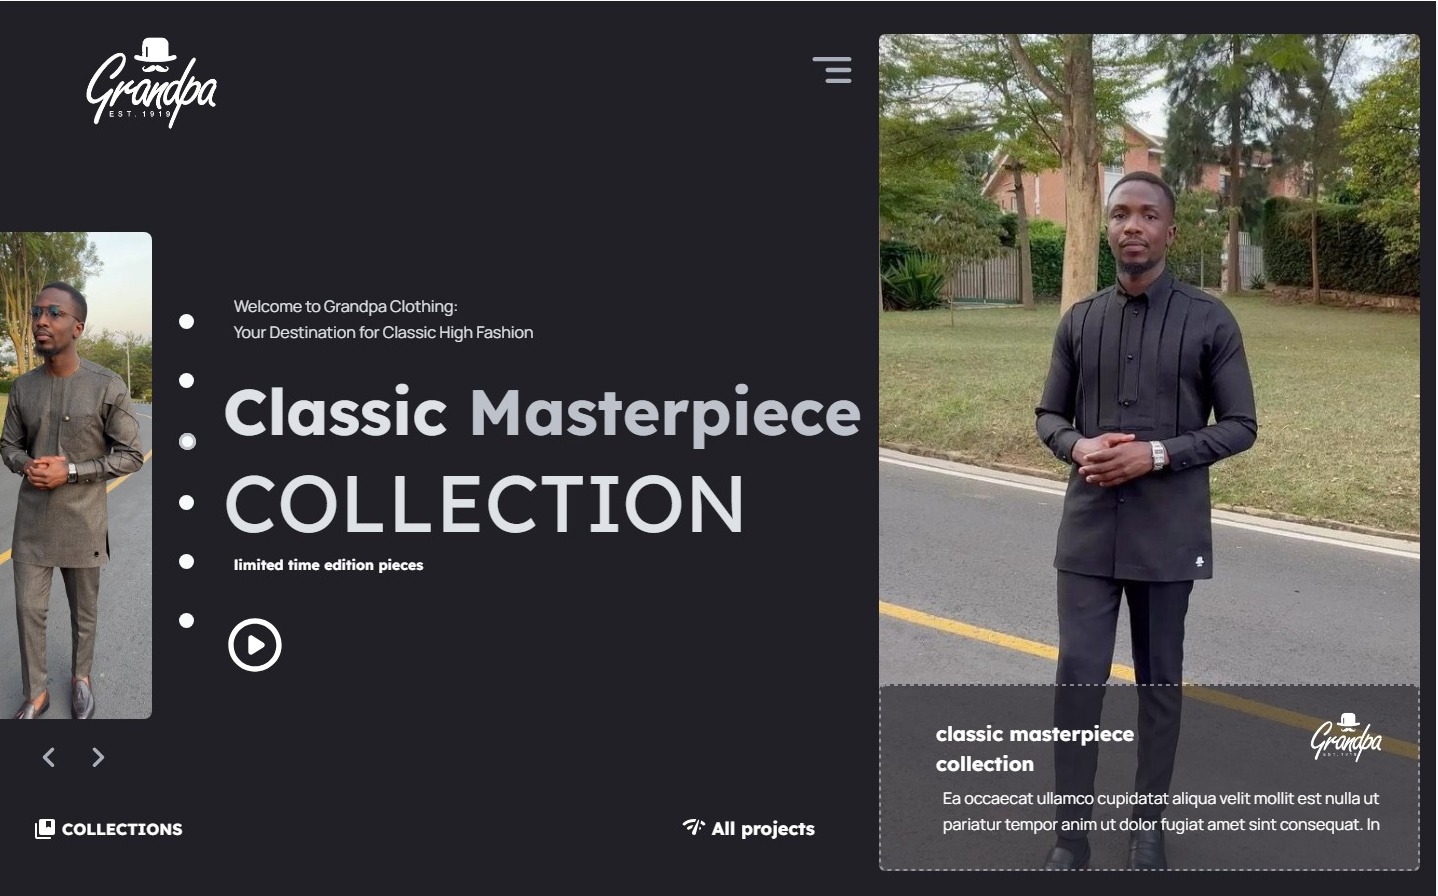 Grandpa
EST. 1919
Welcome to Grandpa Clothing:
Your Destination for Classic High Fashion
Classic Masterpiece
COLLECTION
limited time edition pieces
COLLECTIONS
All projects
classic masterpiece
collection
Grandpa
EST. 1919
Ea occaecat ullamco cupidatat aliqua velit mollit est nulla ut
pariatur tempor anim ut dolor fugiat amet sint consequat. In